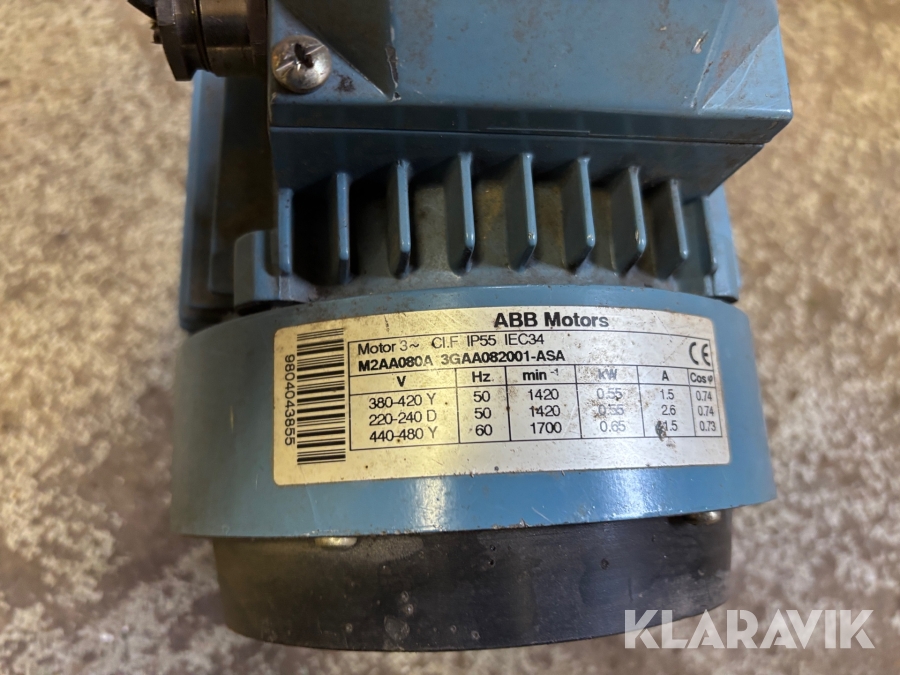 ABB Motors
Motor 3~ Cl.F IP55 IEC34
M2AA080A 3GAA082001-ASA
CE
V Hz min⁻¹ kW A Cos φ
380-420 Y 50 1420 0.55 1.5 0.74
220-240 D 50 1420 0.55 2.6 0.74
440-480 Y 60 1700 0.65 1.5 0.73
9804043855
KLARAVIK